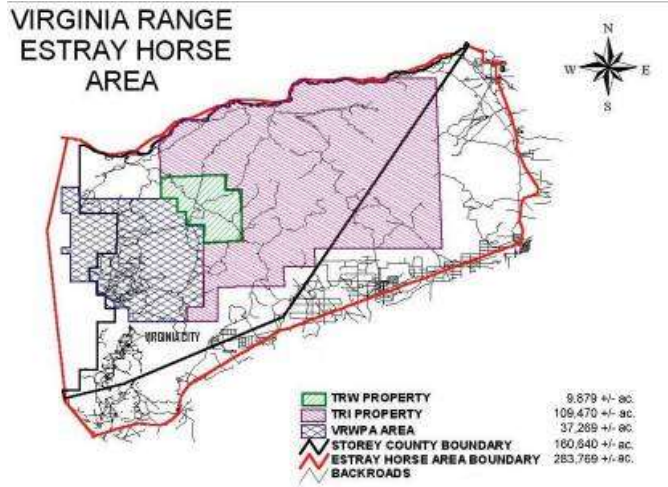 VIRGINIA RANGE
ESTRAY HORSE
AREA
N
W E
S
VIRGINIA CITY
TRW PROPERTY 9,879 +/- ac.
TRI PROPERTY 109,470 +/- ac.
VRWPA AREA 37,269 +/- ac.
STOREY COUNTY BOUNDARY 160,640 +/- ac.
ESTRAY HORSE AREA BOUNDARY 283,769 +/- ac.
BACKROADS